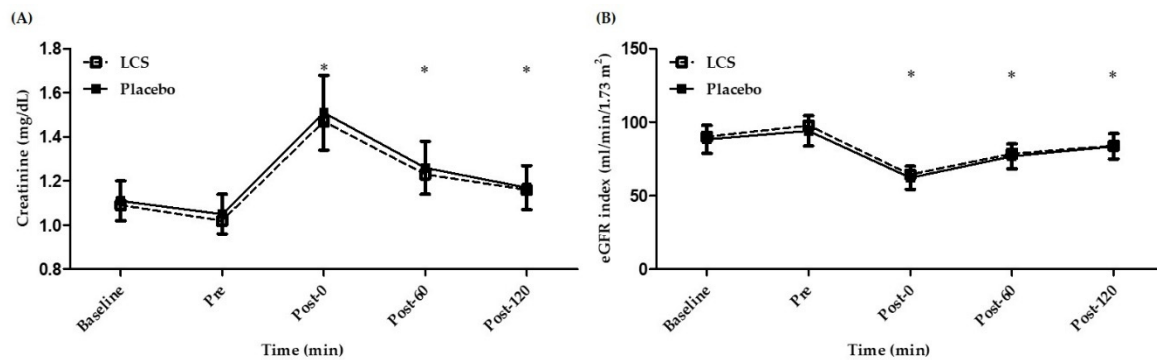 (A)
Creatinine (mg/dL)
1.8
1.6
1.4
1.2
1.0
0.8
LCS
Placebo
*
*
*
Baseline
Pre
Post-0
Post-60
Post-120
Time (min)
(B)
eGFR index (ml/min/1.73 m²)
150
100
50
0
LCS
Placebo
*
*
*
Baseline
Pre
Post-0
Post-60
Post-120
Time (min)